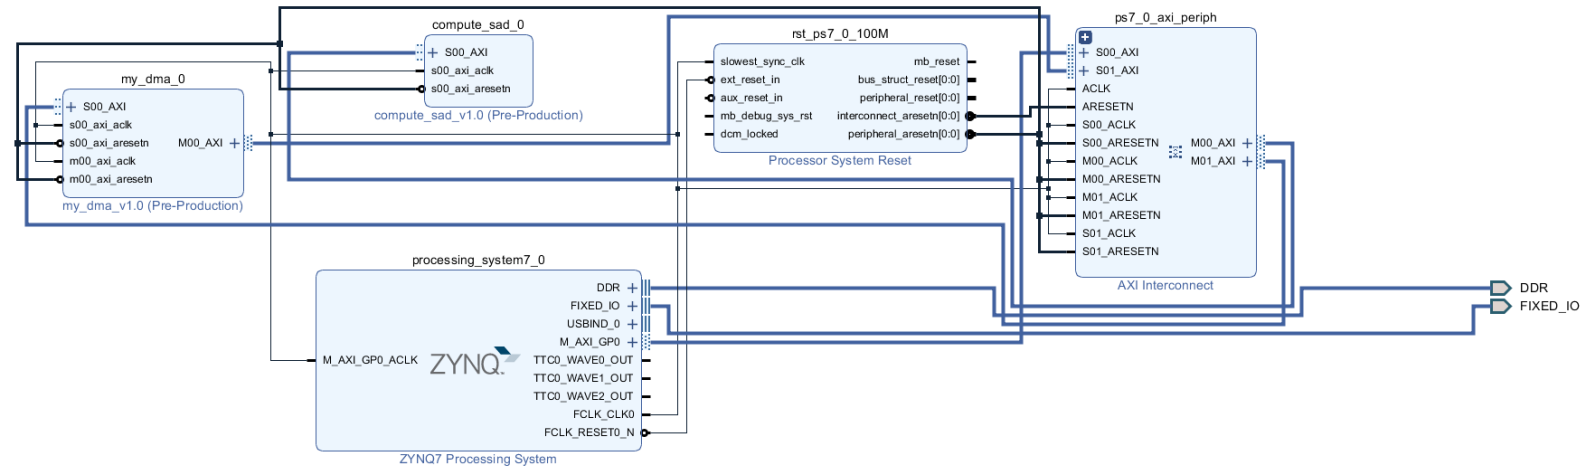 my_dma_0
S00_AXI
s00_axi_aclk
s00_axi_aresetn
m00_axi_aclk
m00_axi_aresetn
M00_AXI
my_dma_v1.0 (Pre-Production)
compute_sad_0
S00_AXI
s00_axi_aclk
s00_axi_aresetn
compute_sad_v1.0 (Pre-Production)
rst_ps7_0_100M
slowest_sync_clk
ext_reset_in
aux_reset_in
mb_debug_sys_rst
dcm_locked
mb_reset
bus_struct_reset[0:0]
peripheral_reset[0:0]
interconnect_aresetn[0:0]
peripheral_aresetn[0:0]
Processor System Reset
ps7_0_axi_periph
S00_AXI
S01_AXI
ACLK
ARESETN
S00_ACLK
S00_ARESETN
M00_ACLK
M00_ARESETN
M01_ACLK
M01_ARESETN
S01_ACLK
S01_ARESETN
M00_AXI
M01_AXI
AXI Interconnect
processing_system7_0
M_AXI_GP0_ACLK
ZYNQ
DDR
FIXED_IO
USBIND_0
M_AXI_GP0
TTC0_WAVE0_OUT
TTC0_WAVE1_OUT
TTC0_WAVE2_OUT
FCLK_CLK0
FCLK_RESET0_N
ZYNQ7 Processing System
DDR
FIXED_IO